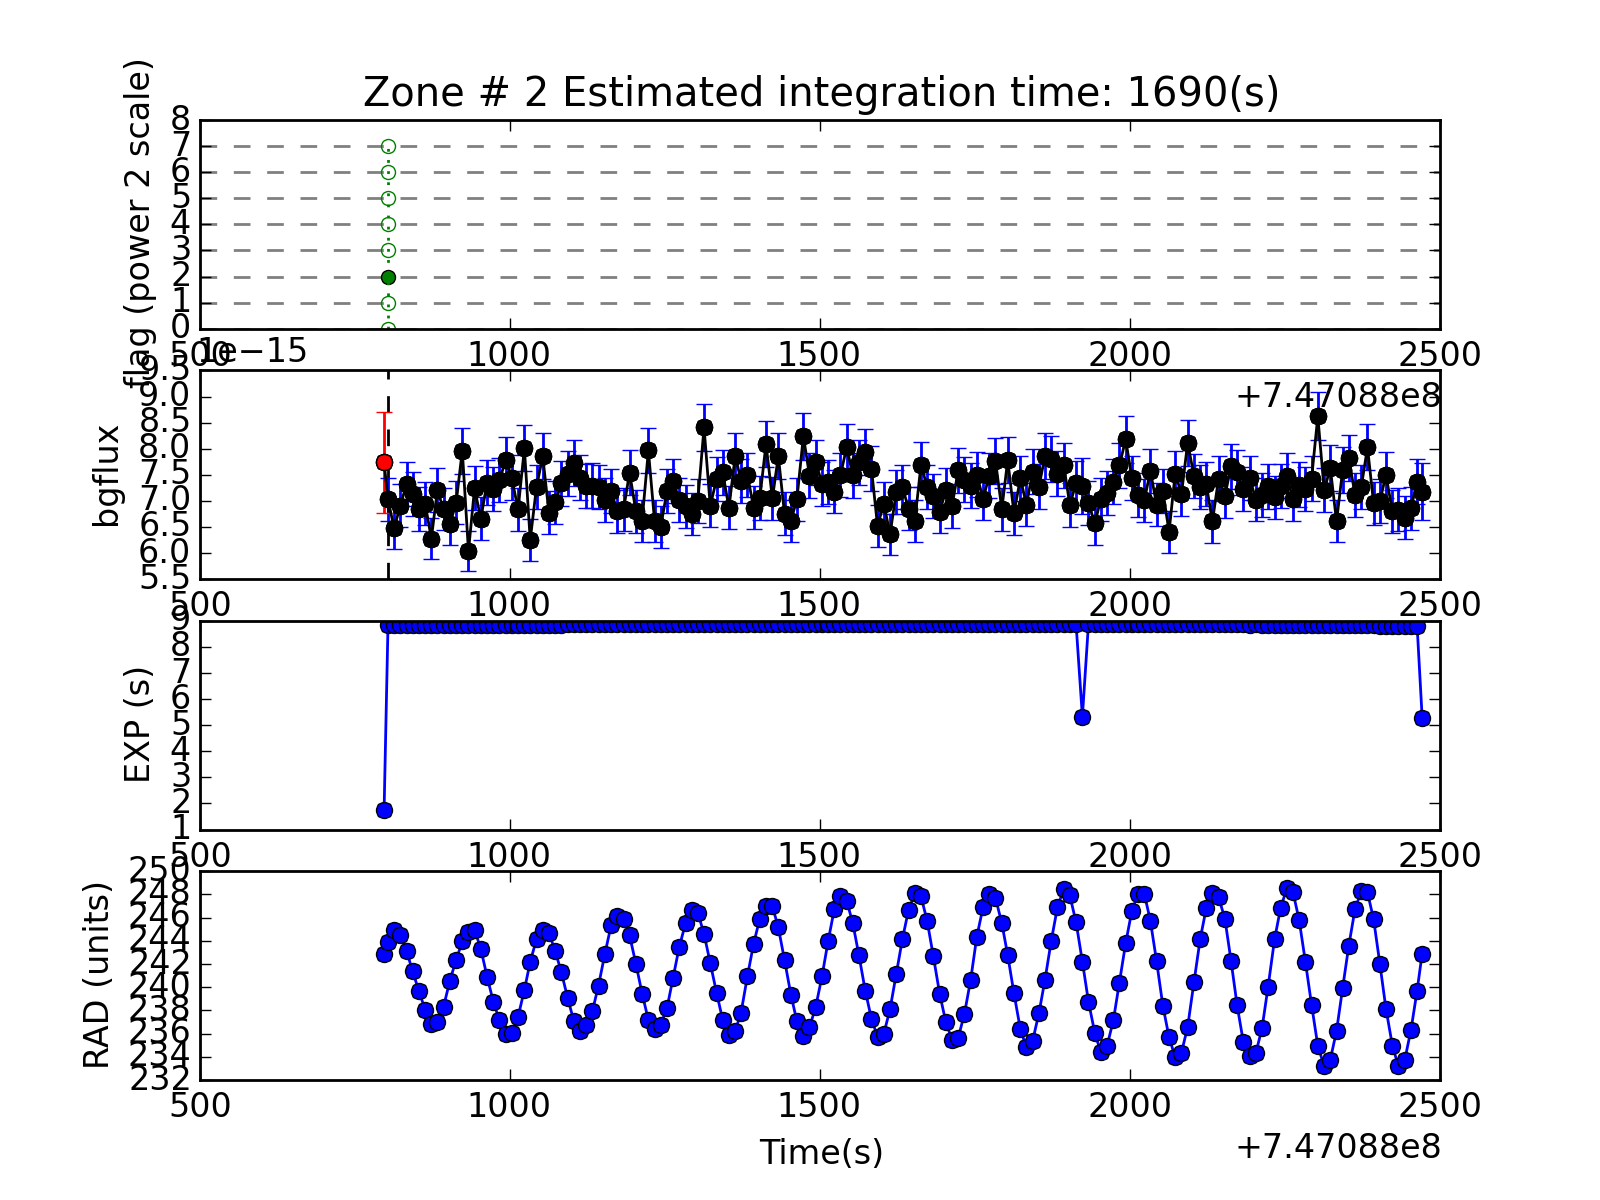 Zone # 2 Estimated integration time: 1690(s)
flag (power 2 scale)
8
7
6
5
4
3
2
1
0
500 1000 1500 2000 2500
1e−15
+7.47088e8
bgflux
9.5
9.0
8.5
8.0
7.5
7.0
6.5
6.0
5.5
500 1000 1500 2000 2500
EXP (s)
9
8
7
6
5
4
3
2
1
500 1000 1500 2000 2500
RAD (units)
250
248
246
244
242
240
238
236
234
232
500 1000 1500 2000 2500
Time(s)
+7.47088e8